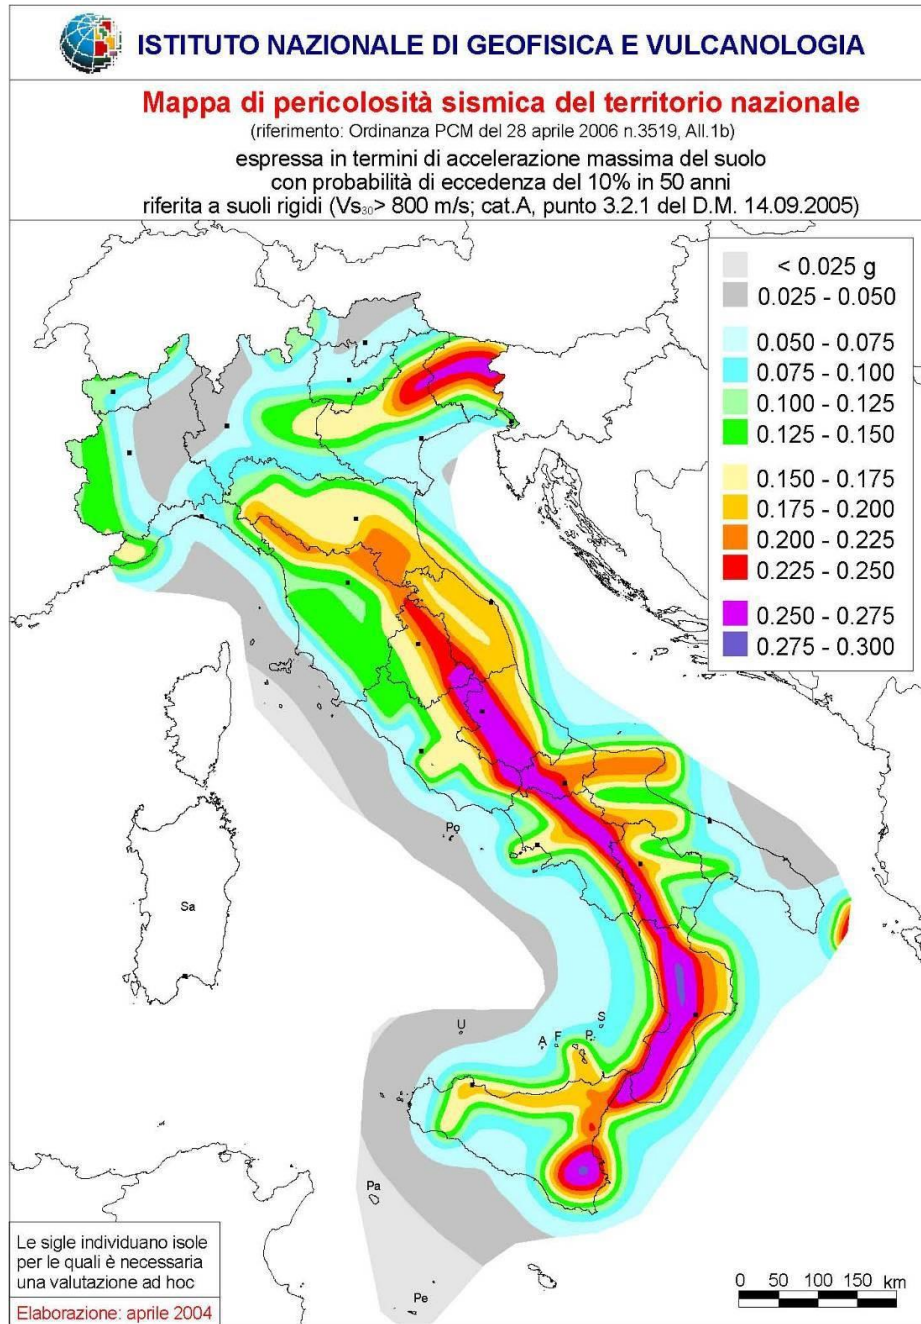 ISTITUTO NAZIONALE DI GEOFISICA E VULCANOLOGIA
Mappa di pericolosità sismica del territorio nazionale
(riferimento: Ordinanza PCM del 28 aprile 2006 n.3519, All.1b)
espressa in termini di accelerazione massima del suolo
con probabilità di eccedenza del 10% in 50 anni
riferita a suoli rigidi (Vs₃₀> 800 m/s; cat.A, punto 3.2.1 del D.M. 14.09.2005)
< 0.025 g
0.025 - 0.050
0.050 - 0.075
0.075 - 0.100
0.100 - 0.125
0.125 - 0.150
0.150 - 0.175
0.175 - 0.200
0.200 - 0.225
0.225 - 0.250
0.250 - 0.275
0.275 - 0.300
Po
Sa
U
A
F
P
S
Pa
Pe
Le sigle individuano isole
per le quali è necessaria
una valutazione ad hoc
Elaborazione: aprile 2004
0 50 100 150 km